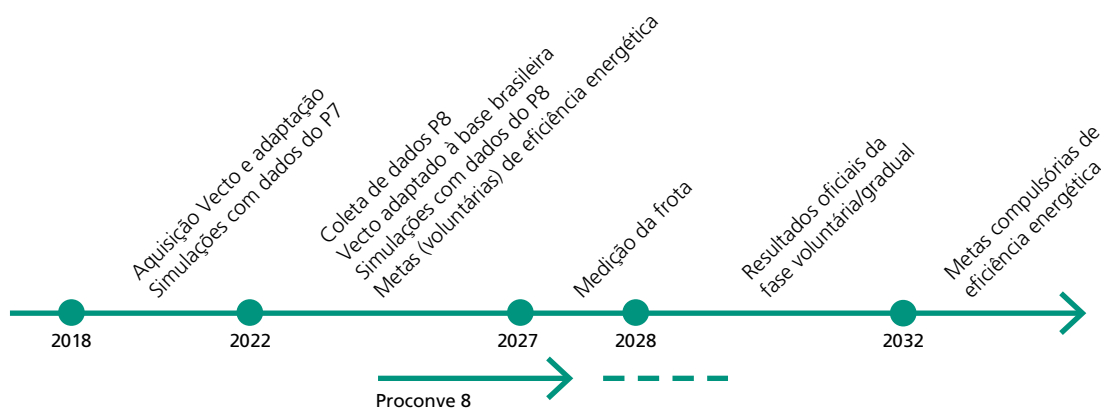 Aquisição Vecto e adaptação
Simulações com dados do P7
Coleta de dados P8
Vecto adaptado à base brasileira
Simulações com dados do P8
Metas (voluntárias) de eficiência energética
Medição da frota
Resultados oficiais da
fase voluntária/gradual
Metas compulsórias de
eficiência energética
2018
2022
2027
2028
2032
Proconve 8